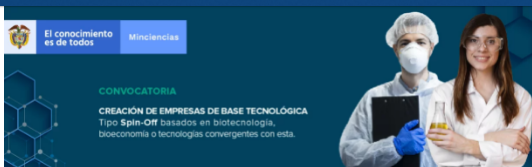 El conocimiento
es de todos
Minciencias
CONVOCATORIA
CREACIÓN DE EMPRESAS DE BASE TECNOLÓGICA
Tipo Spin-Off basados en biotecnología,
bioeconomía o tecnologías convergentes con esta.